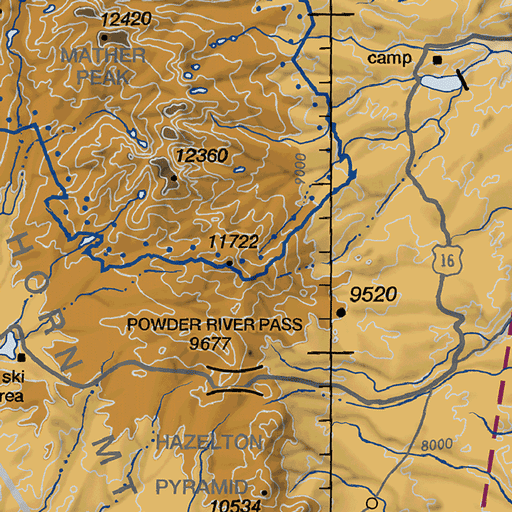 12420
MATHER
PEAK
camp
12360
9000
11722
16
9520
HORN
POWDER RIVER PASS
9677
ski
rea
MT
HAZELTON
8000
PYRAMID
10534